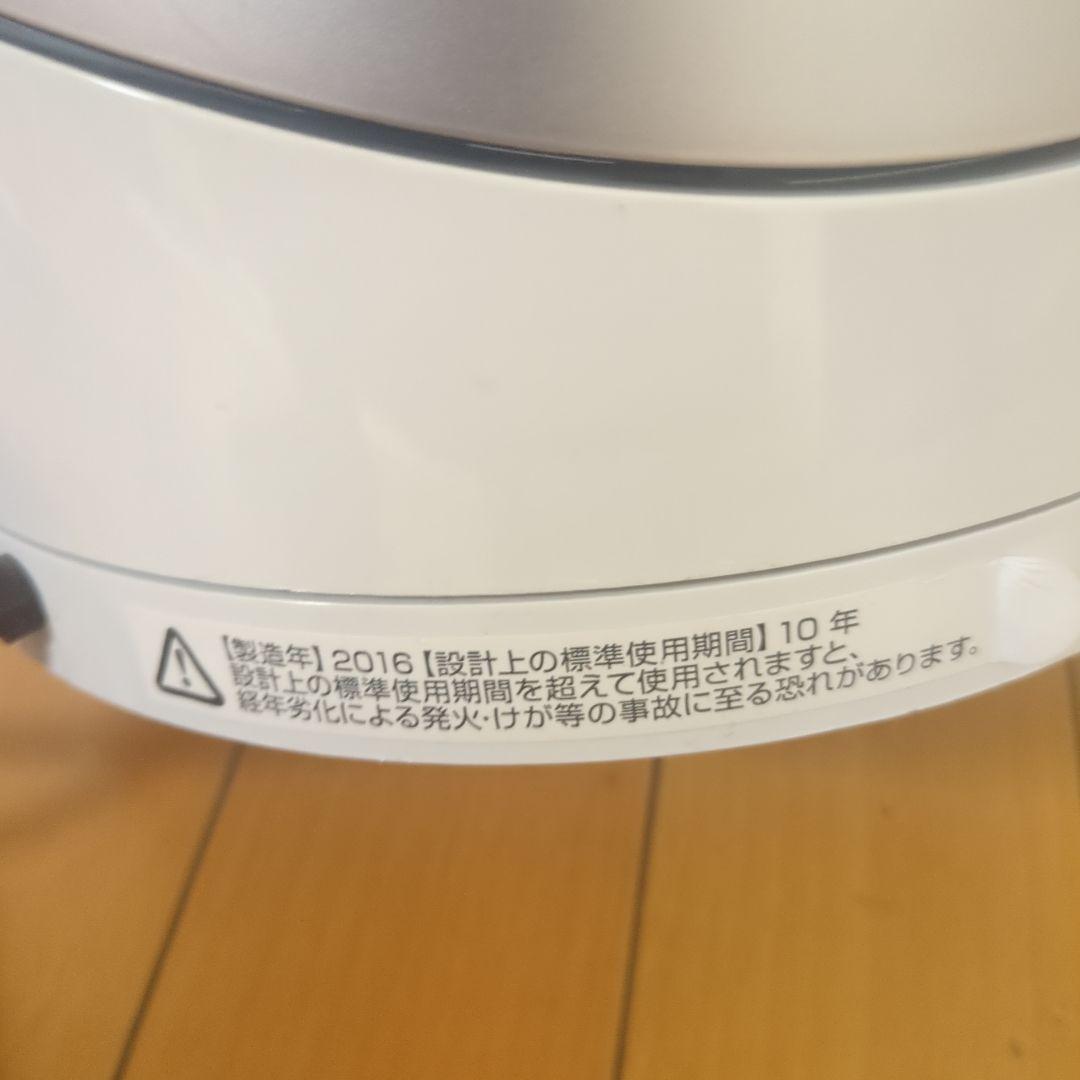 【製造年】2016【設計上の標準使用期間】10 年
設計上の標準使用期間を超えて使用されますと、
経年劣化による発火・けが等の事故に至る恐れがあります。